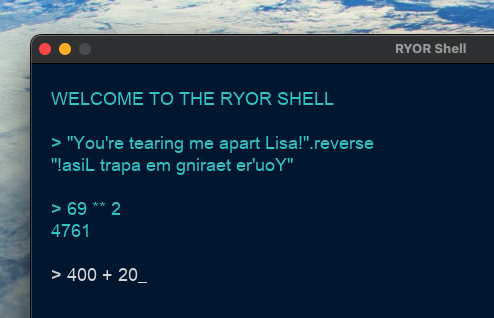 RYOR Shell
WELCOME TO THE RYOR SHELL
> "You're tearing me apart Lisa!".reverse
"!asiL trapa em gniraet er'uoY"
> 69 ** 2
4761
> 400 + 20_